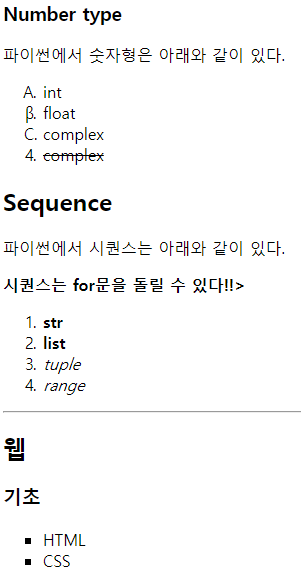 Number type
파이썬에서 숫자형은 아래와 같이 있다.
A. int
β. float
C. complex
4. complex
Sequence
파이썬에서 시퀀스는 아래와 같이 있다.
시퀀스는 for문을 돌릴 수 있다!!>
1. str
2. list
3. tuple
4. range
웹
기초
▪ HTML
▪ CSS